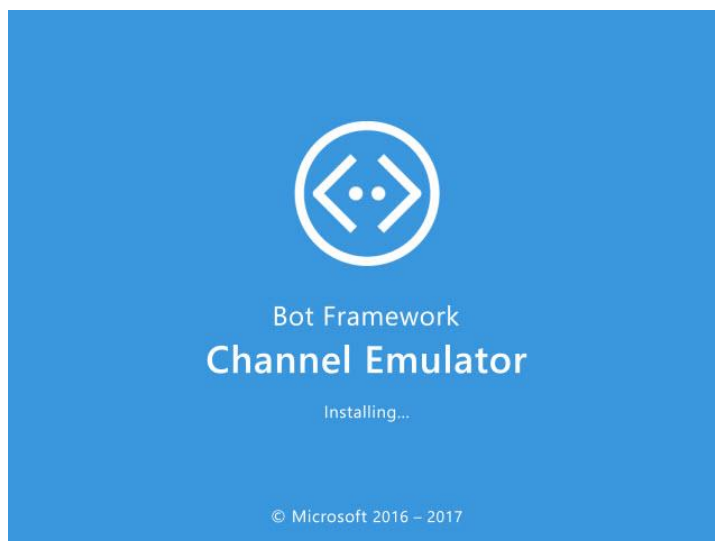 Bot Framework
Channel Emulator
Installing...
© Microsoft 2016 – 2017